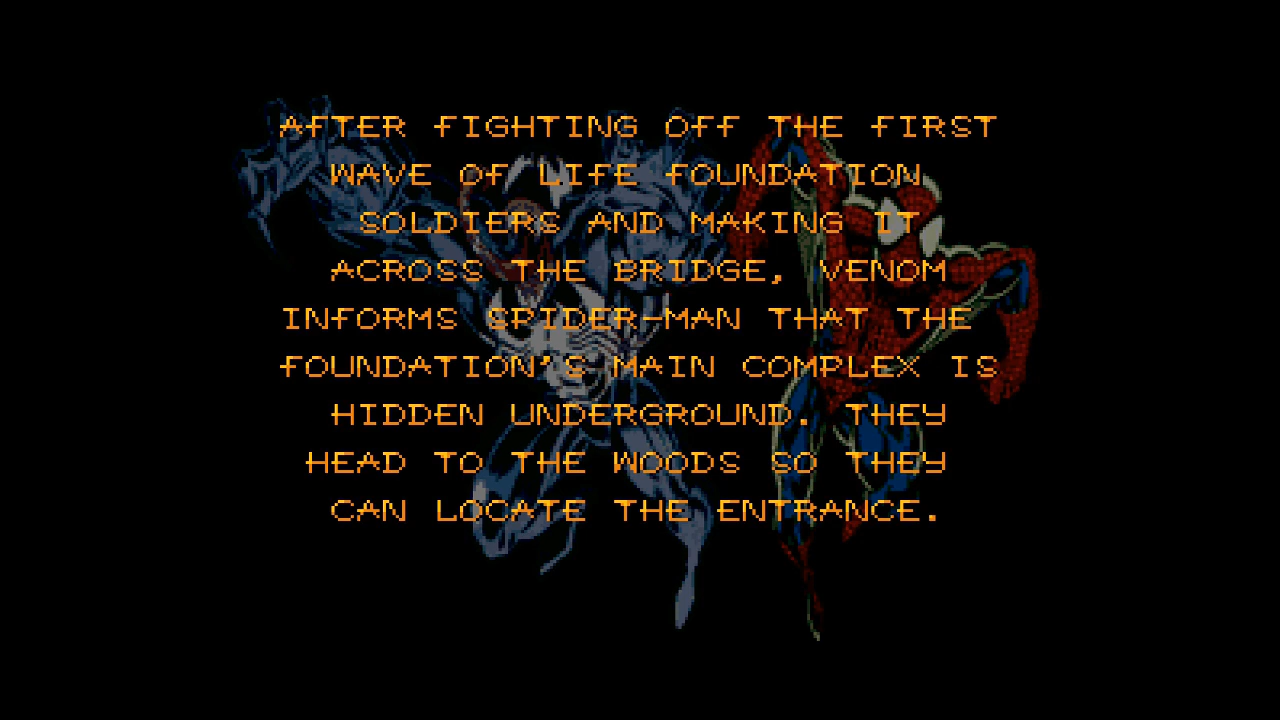 AFTER FIGHTING OFF THE FIRST
WAVE OF LIFE FOUNDATION
SOLDIERS AND MAKING IT
ACROSS THE BRIDGE, VENOM
INFORMS SPIDER-MAN THAT THE
FOUNDATION'S MAIN COMPLEX IS
HIDDEN UNDERGROUND. THEY
HEAD TO THE WOODS SO THEY
CAN LOCATE THE ENTRANCE.